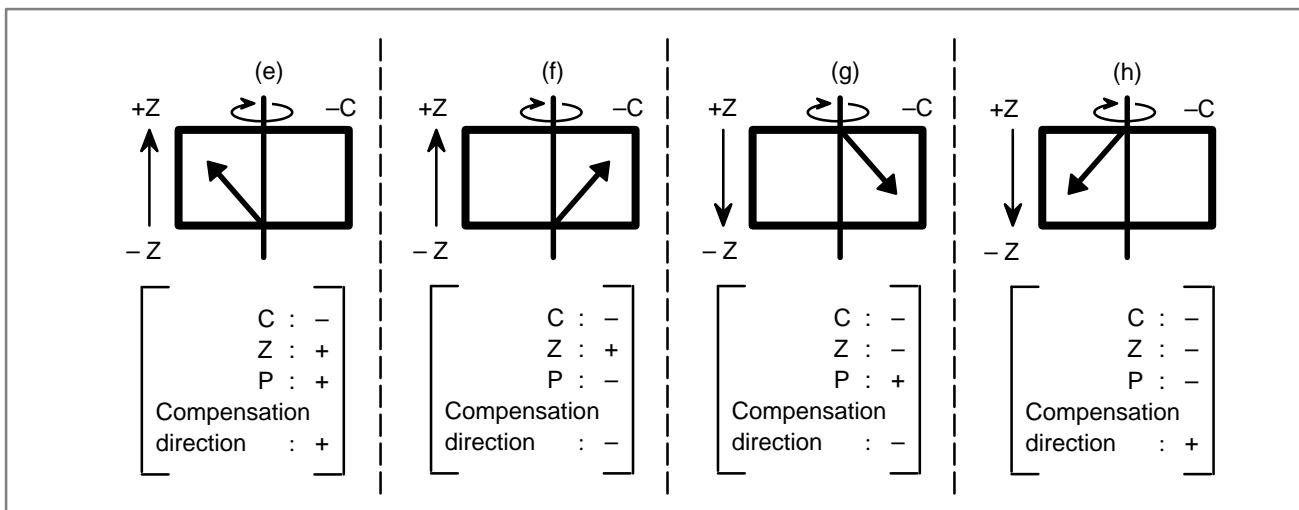 (e)
+Z
–C
– Z
C : –
Z : +
P : +
Compensation
direction : +
(f)
+Z
–C
– Z
C : –
Z : +
P : –
Compensation
direction : –
(g)
+Z
–C
– Z
C : –
Z : –
P : +
Compensation
direction : –
(h)
+Z
–C
– Z
C : –
Z : –
P : –
Compensation
direction : +